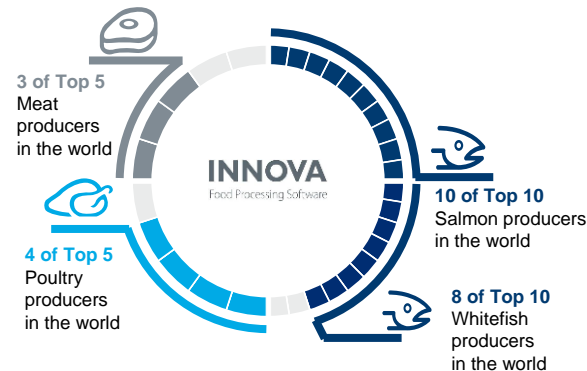 3 of Top 5
Meat
producers
in the world
INNOVA
Food Processing Software
10 of Top 10
Salmon producers
in the world
4 of Top 5
Poultry
producers
in the world
8 of Top 10
Whitefish
producers
in the world